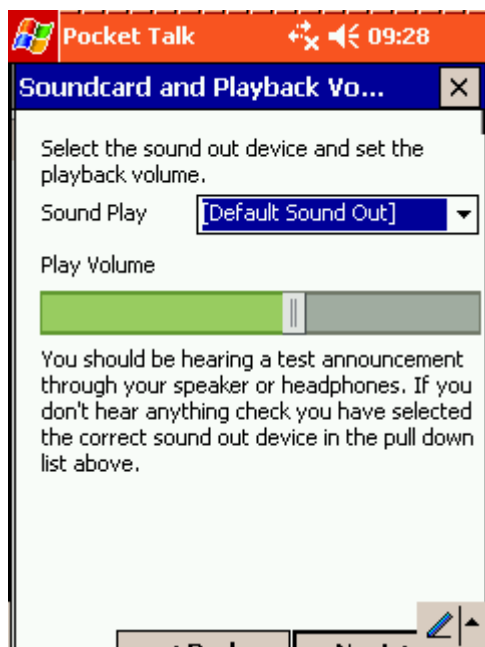 Pocket Talk 09:28
Soundcard and Playback Vo...
Select the sound out device and set the
playback volume.
Sound Play [Default Sound Out]
Play Volume
You should be hearing a test announcement
through your speaker or headphones. If you
don't hear anything check you have selected
the correct sound out device in the pull down
list above.